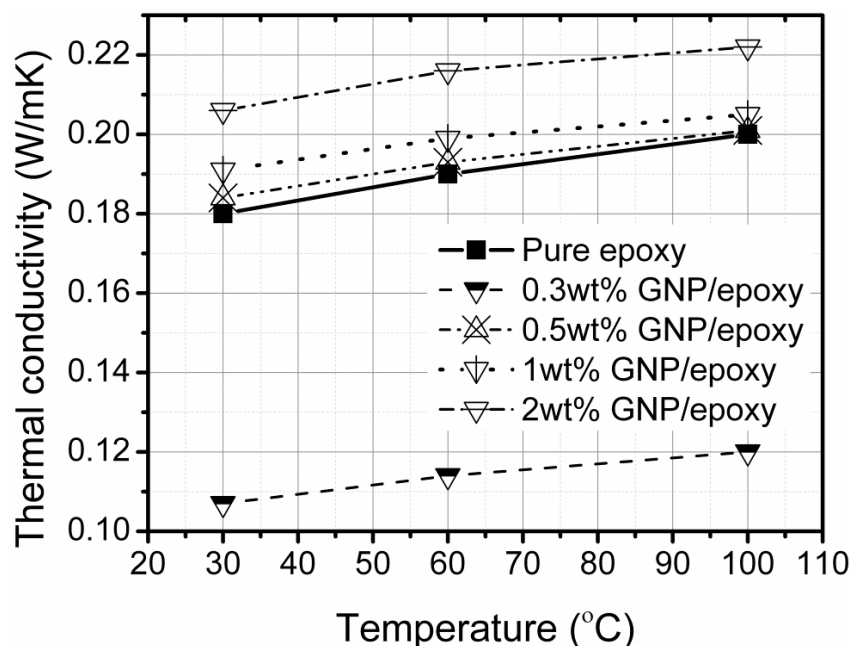 Thermal conductivity (W/mK)
0.22
0.20
0.18
0.16
0.14
0.12
0.10
Pure epoxy
0.3wt% GNP/epoxy
0.5wt% GNP/epoxy
1wt% GNP/epoxy
2wt% GNP/epoxy
20 30 40 50 60 70 80 90 100 110
Temperature (°C)